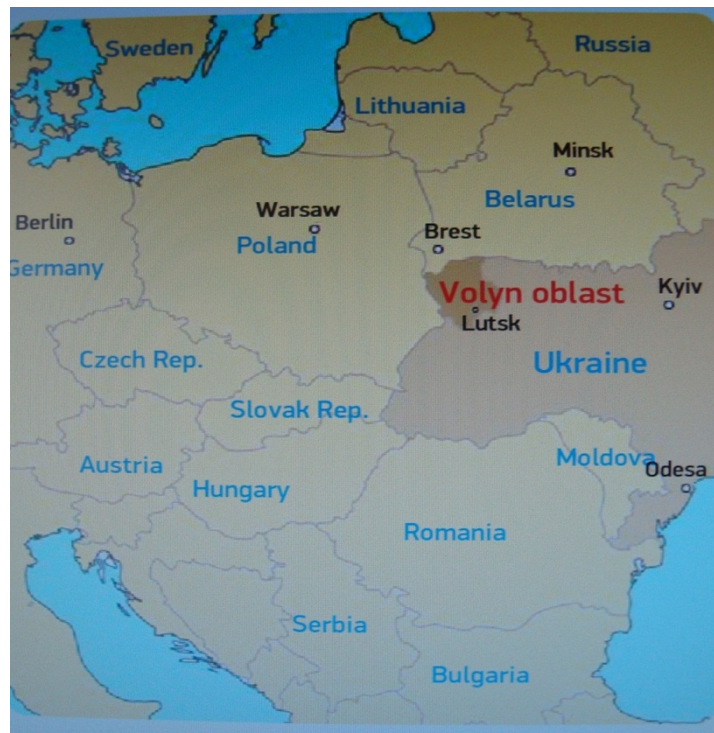 Sweden
Russia
Lithuania
Minsk
Belarus
Warsaw
Berlin
Brest
Poland
Germany
Volyn oblast
Kyiv
Lutsk
Czech Rep.
Ukraine
Slovak Rep.
Austria
Moldova
Odesa
Hungary
Romania
Serbia
Bulgaria